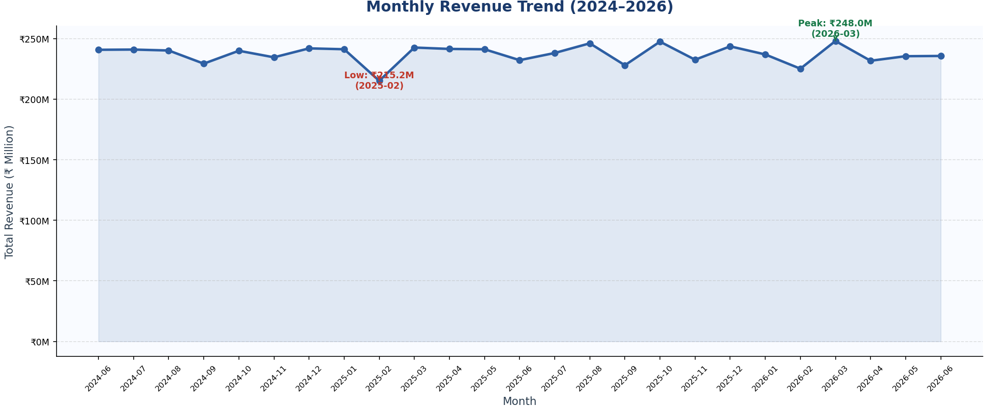 Monthly Revenue Trend (2024–2026)
Peak: ₹248.0M
(2026-03)
Low: ₹215.2M
(2025-02)
Total Revenue (₹ Million)
₹250M
₹200M
₹150M
₹100M
₹50M
₹0M
2024-06
2024-07
2024-08
2024-09
2024-10
2024-11
2024-12
2025-01
2025-02
2025-03
2025-04
2025-05
2025-06
2025-07
2025-08
2025-09
2025-10
2025-11
2025-12
2026-01
2026-02
2026-03
2026-04
2026-05
2026-06
Month